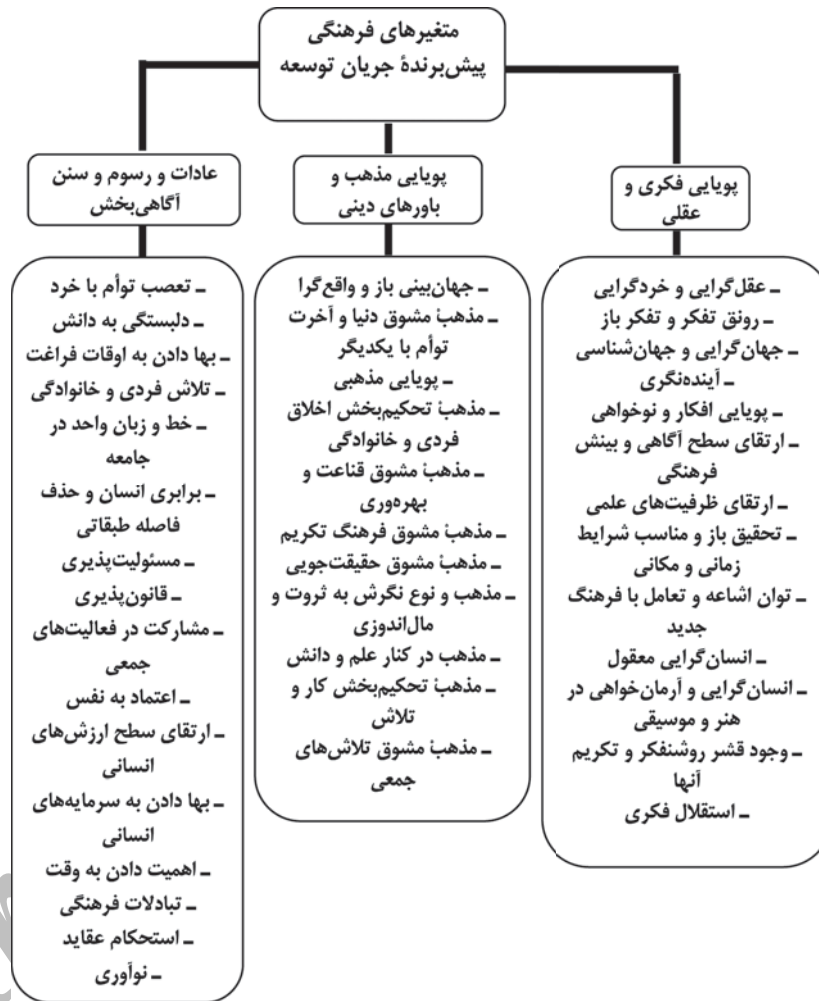 متغیرهای فرهنگی
پیش‌برندهٔ جریان توسعه
پویایی فکری و
عقلی
ـ عقل‌گرایی و خردگرایی
ـ رونق تفکر و تفکر باز
ـ جهان‌گرایی و جهان‌شناسی
ـ آینده‌نگری
ـ پویایی افکار و نوخواهی
ـ ارتقای سطح آگاهی و بینش
فرهنگی
ـ ارتقای ظرفیت‌های علمی
ـ تحقیق باز و مناسب شرایط
زمانی و مکانی
ـ توان اشاعه و تعامل با فرهنگ
جدید
ـ انسان‌گرایی معقول
ـ انسان‌گرایی و آرمان‌خواهی در
هنر و موسیقی
ـ وجود قشر روشنفکر و تکریم
آنها
ـ استقلال فکری
پویایی مذهب و
باورهای دینی
ـ جهان‌بینی باز و واقع‌گرا
ـ مذهبْ مشوق دنیا و آخرت
توأم با یکدیگر
ـ پویایی مذهبی
ـ مذهبْ تحکیم‌بخش اخلاق
فردی و خانوادگی
ـ مذهبْ مشوق قناعت و
بهره‌وری
ـ مذهبْ مشوق فرهنگ تکریم
ـ مذهبْ مشوق حقیقت‌جویی
ـ مذهب و نوع نگرش به ثروت و
مال‌اندوزی
ـ مذهب در کنار علم و دانش
ـ مذهبْ تحکیم‌بخش کار و
تلاش
ـ مذهبْ مشوق تلاش‌های
جمعی
عادات و رسوم و سنن
آگاهی‌بخش
ـ تعصب توأم با خرد
ـ دلبستگی به دانش
ـ بها دادن به اوقات فراغت
ـ تلاش فردی و خانوادگی
ـ خط و زبان واحد در
جامعه
ـ برابری انسان و حذف
فاصله طبقاتی
ـ مسئولیت‌پذیری
ـ قانون‌پذیری
ـ مشارکت در فعالیت‌های
جمعی
ـ اعتماد به نفس
ـ ارتقای سطح ارزش‌های
انسانی
ـ بها دادن به سرمایه‌های
انسانی
ـ اهمیت دادن به وقت
ـ تبادلات فرهنگی
ـ استحکام عقاید
ـ نوآوری